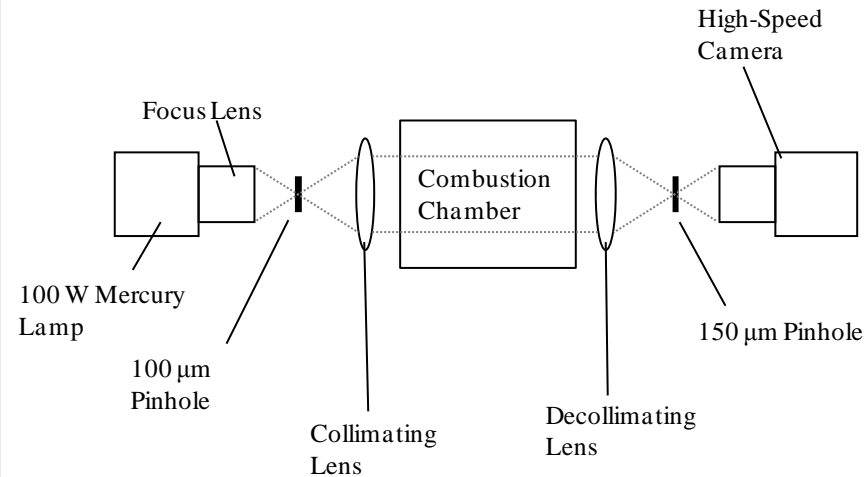 High-Speed
Camera
Focus Lens
Combustion
Chamber
100 W Mercury
Lamp
150 μm Pinhole
100 μm
Pinhole
Decollimating
Lens
Collimating
Lens